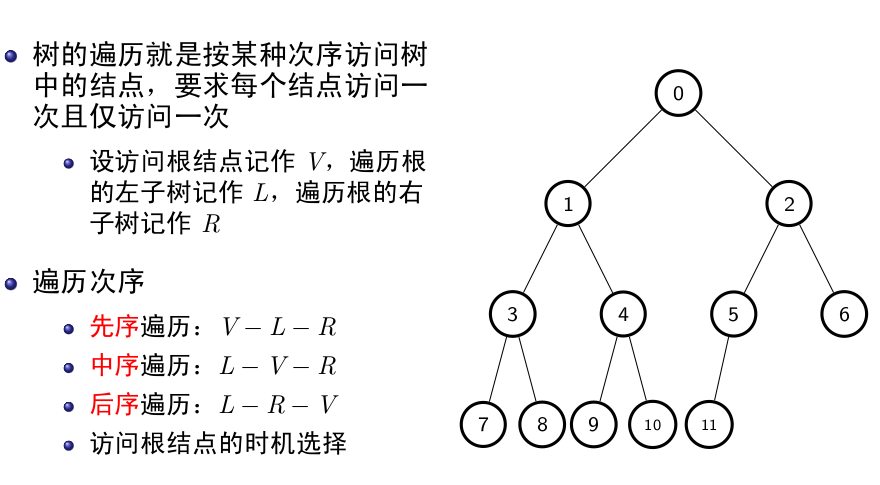 树的遍历就是按某种次序访问树
中的结点，要求每个结点访问一
次且仅访问一次
设访问根结点记作 V，遍历根
的左子树记作 L，遍历根的右
子树记作 R
遍历次序
先序遍历：V − L − R
中序遍历：L − V − R
后序遍历：L − R − V
访问根结点的时机选择
0
1 2
3 4 5 6
7 8 9 10 11